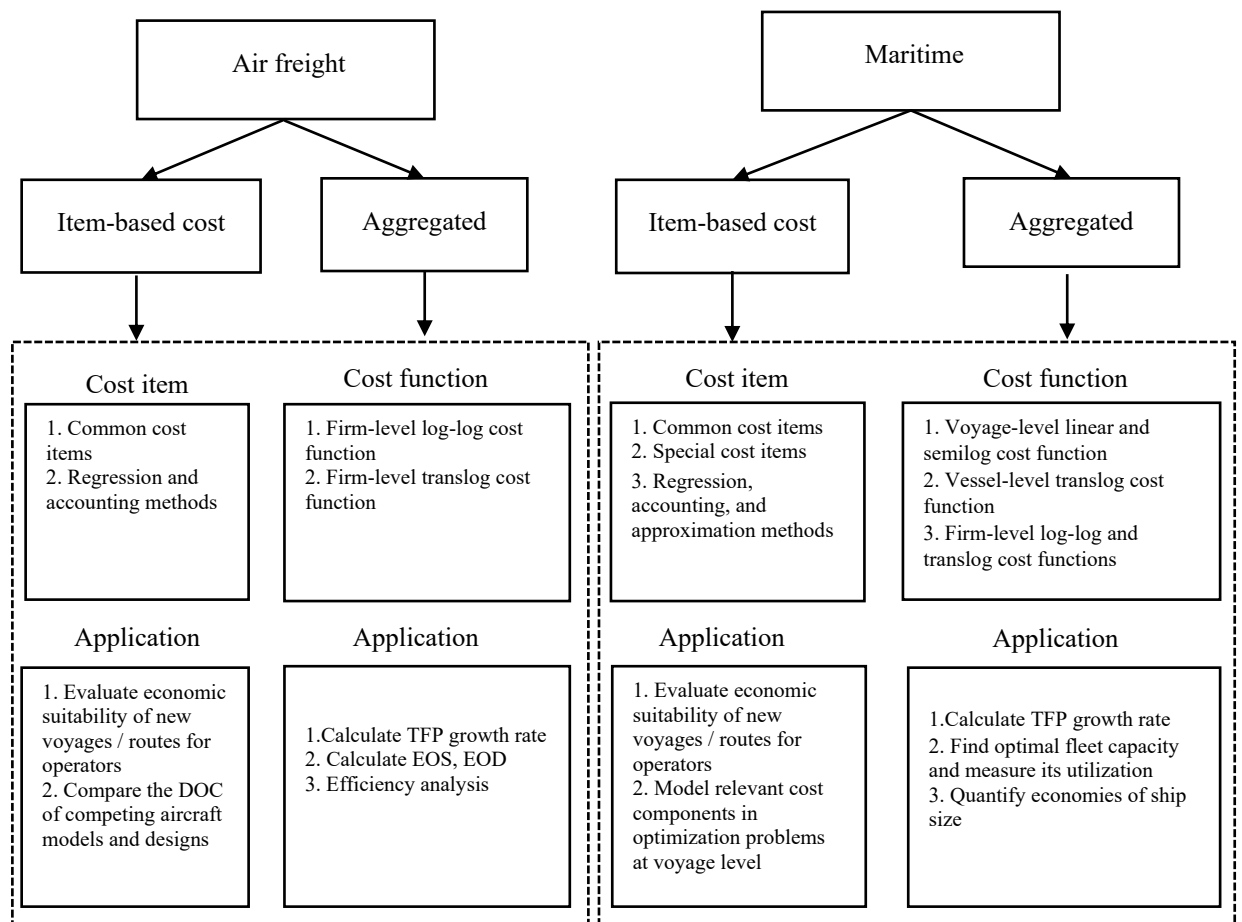 Air freight
Maritime
Item-based cost
Aggregated
Item-based cost
Aggregated
Cost item
1. Common cost
items
2. Regression and
accounting methods
Cost function
1. Firm-level log-log cost
function
2. Firm-level translog cost
function
Cost item
1. Common cost items
2. Special cost items
3. Regression,
accounting, and
approximation methods
Cost function
1. Voyage-level linear and
semilog cost function
2. Vessel-level translog cost
function
3. Firm-level log-log and
translog cost functions
Application
1. Evaluate economic
suitability of new
voyages / routes for
operators
2. Compare the DOC
of competing aircraft
models and designs
Application
1.Calculate TFP growth rate
2. Calculate EOS, EOD
3. Efficiency analysis
Application
1. Evaluate economic
suitability of new
voyages / routes for
operators
2. Model relevant cost
components in
optimization problems
at voyage level
Application
1.Calculate TFP growth rate
2. Find optimal fleet capacity
and measure its utilization
3. Quantify economies of ship
size